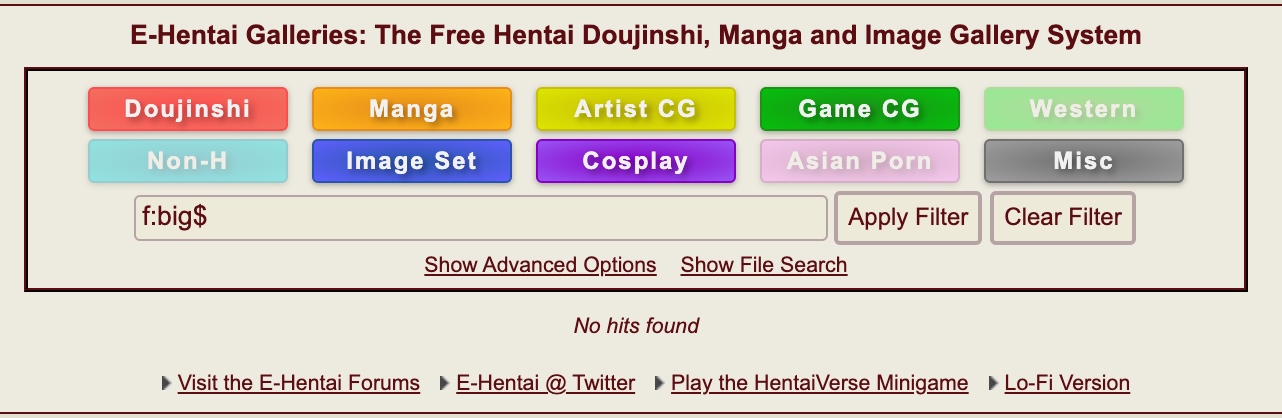 E-Hentai Galleries: The Free Hentai Doujinshi, Manga and Image Gallery System
Doujinshi Manga Artist CG Game CG Western
Non-H Image Set Cosplay Asian Porn Misc
f:big$ Apply Filter Clear Filter
Show Advanced Options Show File Search
No hits found
Visit the E-Hentai Forums E-Hentai @ Twitter Play the HentaiVerse Minigame Lo-Fi Version